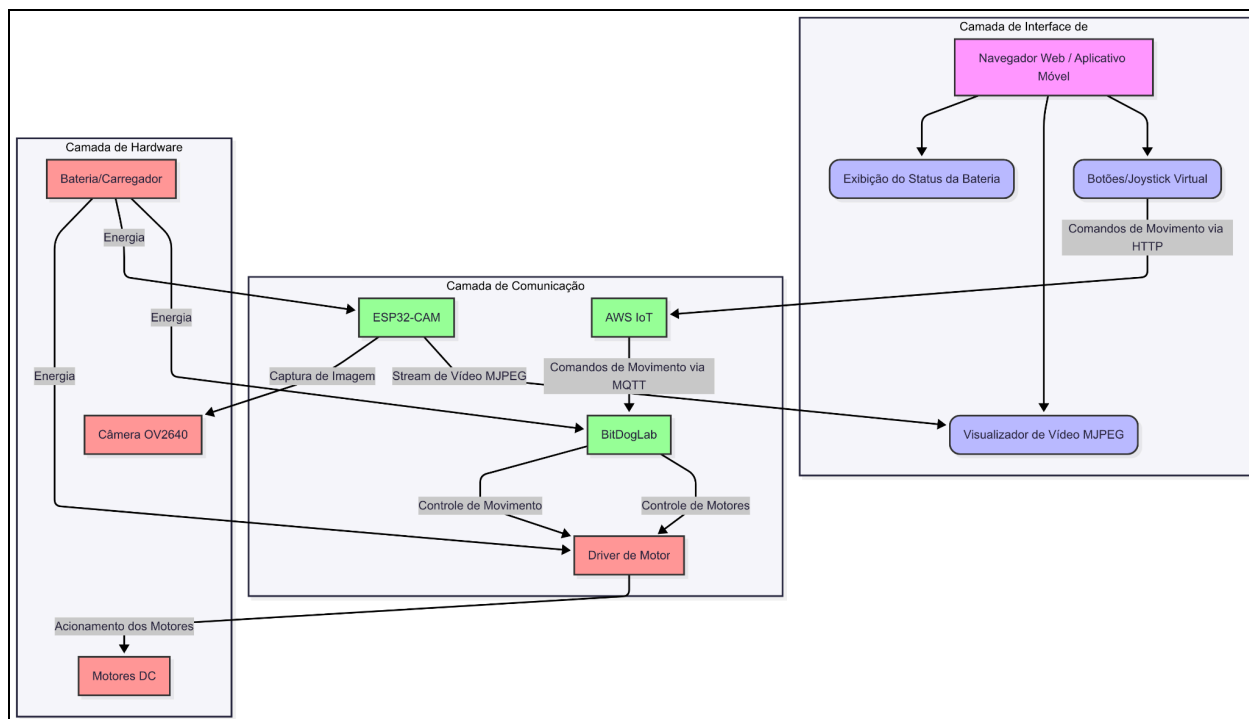 Camada de Interface de
Navegador Web / Aplicativo
Móvel
Camada de Hardware
Bateria/Carregador
Exibição do Status da Bateria
Botões/Joystick Virtual
Energia
Comandos de Movimento via
HTTP
Camada de Comunicação
ESP32-CAM
AWS IoT
Energia
Energia
Captura de Imagem
Stream de Vídeo MJPEG
Comandos de Movimento via
MQTT
Câmera OV2640
BitDogLab
Visualizador de Vídeo MJPEG
Controle de Movimento
Controle de Motores
Driver de Motor
Acionamento dos Motores
Motores DC